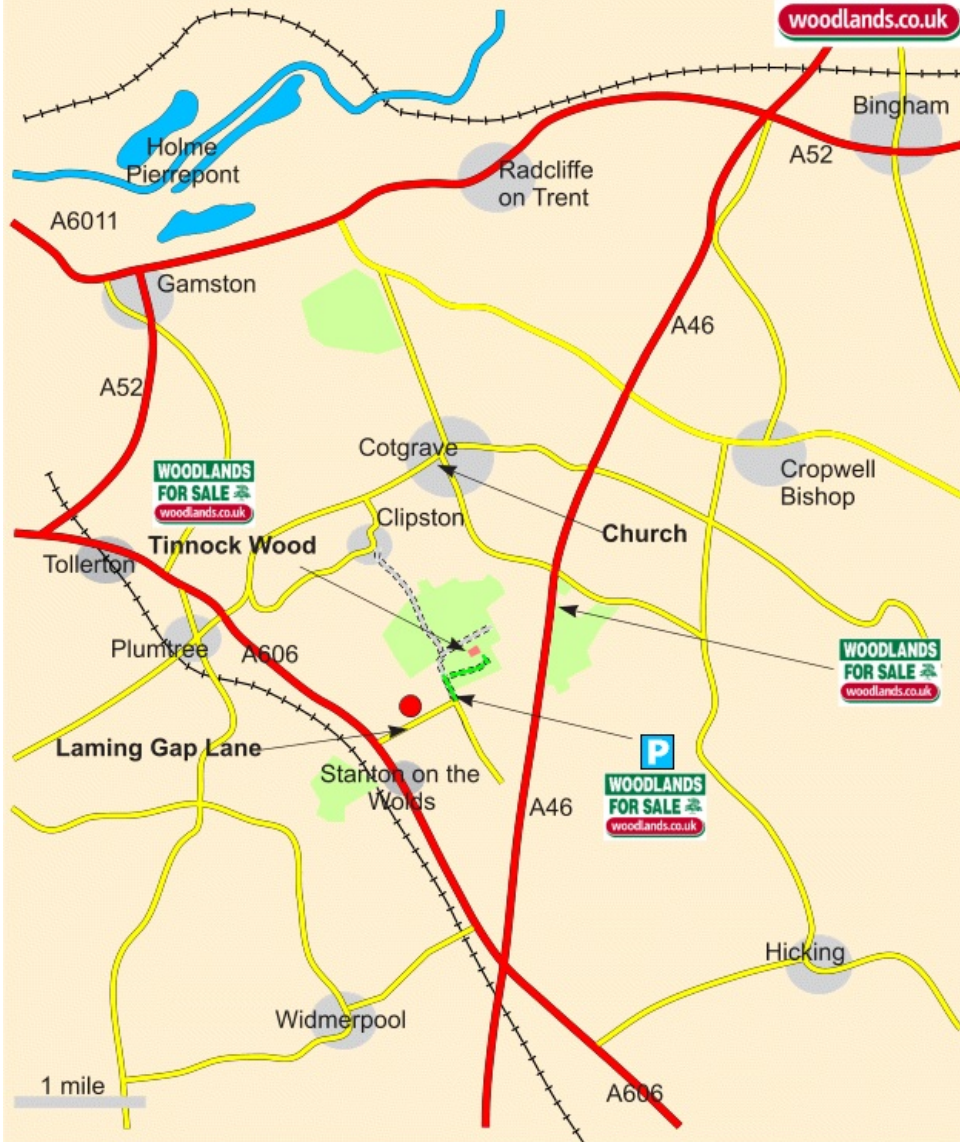 woodlands.co.uk
Bingham
Holme
Pierrepont
A52
Radcliffe
on Trent
A6011
Gamston
A46
A52
Cotgrave
Cropwell
Bishop
WOODLANDS
FOR SALE
woodlands.co.uk
Clipston
Church
Tinnock Wood
Tollerton
Plumtree
A606
WOODLANDS
FOR SALE
woodlands.co.uk
Laming Gap Lane
P
Stanton on the
Wolds
WOODLANDS
FOR SALE
woodlands.co.uk
A46
Hicking
Widmerpool
1 mile
A606